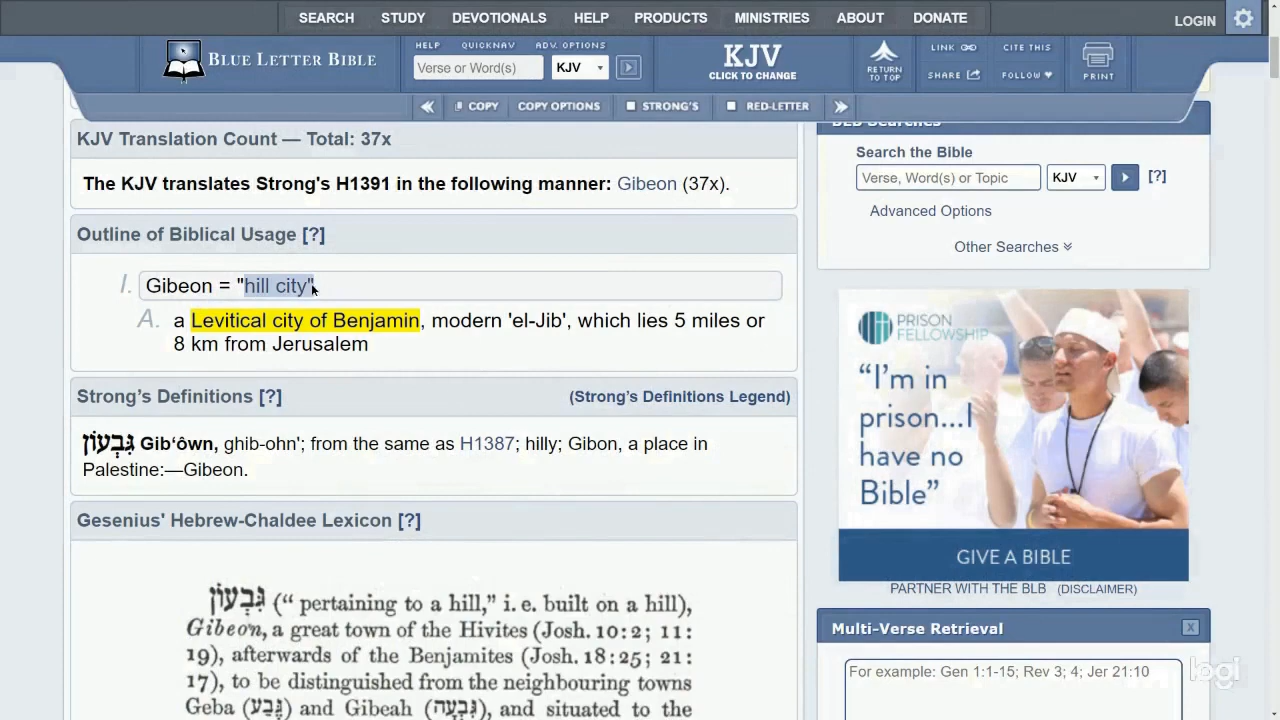 SEARCH STUDY DEVOTIONALS HELP PRODUCTS MINISTRIES ABOUT DONATE LOGIN
BLUE LETTER BIBLE
HELP QUICKNAV ADV. OPTIONS
Verse or Word(s) KJV
KJV
CLICK TO CHANGE
RETURN
TO TOP
LINK CITE THIS
SHARE FOLLOW
PRINT
COPY COPY OPTIONS STRONG'S RED-LETTER
KJV Translation Count — Total: 37x
The KJV translates Strong's H1391 in the following manner: Gibeon (37x).
Outline of Biblical Usage [?]
I. Gibeon = "hill city"
A. a Levitical city of Benjamin, modern 'el-Jib', which lies 5 miles or
8 km from Jerusalem
Strong’s Definitions [?] (Strong’s Definitions Legend)
גִּבְעוֹן Gibʻôwn, ghib-ohn'; from the same as H1387; hilly; Gibon, a place in
Palestine:—Gibeon.
Gesenius' Hebrew-Chaldee Lexicon [?]
גִּבְעוֹן (“ pertaining to a hill,” i. e. built on a hill),
Gibeon, a great town of the Hivites (Josh. 10:2; 11:
19), afterwards of the Benjamites (Josh. 18:25; 21:
17), to be distinguished from the neighbouring towns
Geba (גֶּבַע) and Gibeah (גִּבְעָה), and situated to the
BLB Searches
Search the Bible
Verse, Word(s) or Topic KJV [?]
Advanced Options
Other Searches
PRISON
FELLOWSHIP
“I’m in
prison...I
have no
Bible”
GIVE A BIBLE
PARTNER WITH THE BLB (DISCLAIMER)
Multi-Verse Retrieval x
For example: Gen 1:1-15; Rev 3; 4; Jer 21:10
logi